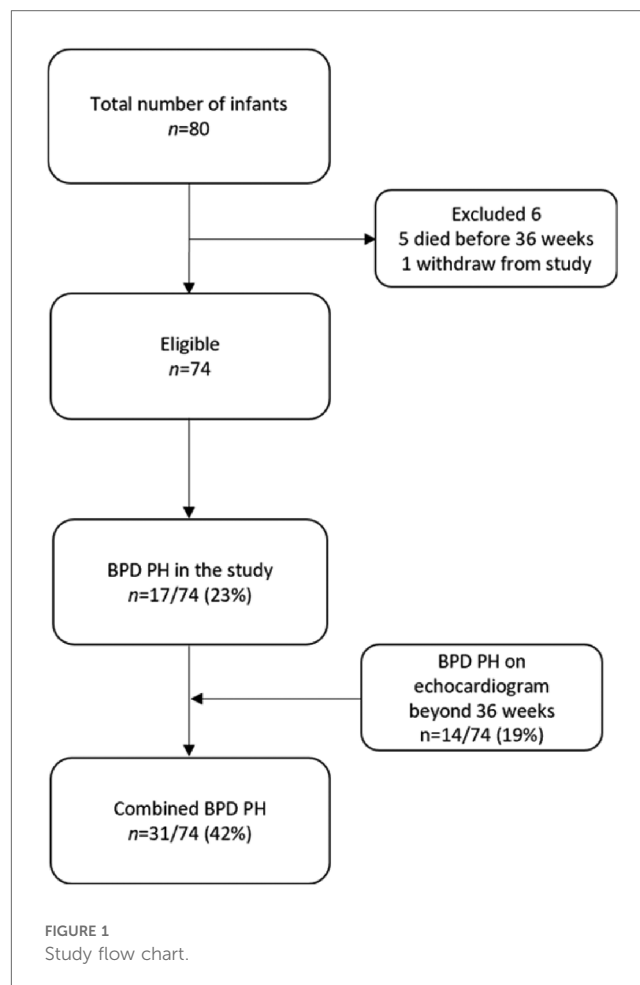 Total number of infants
n=80
Excluded 6
5 died before 36 weeks
1 withdraw from study
Eligible
n=74
BPD PH in the study
n=17/74 (23%)
BPD PH on
echocardiogram
beyond 36 weeks
n=14/74 (19%)
Combined BPD PH
n=31/74 (42%)
FIGURE 1
Study flow chart.